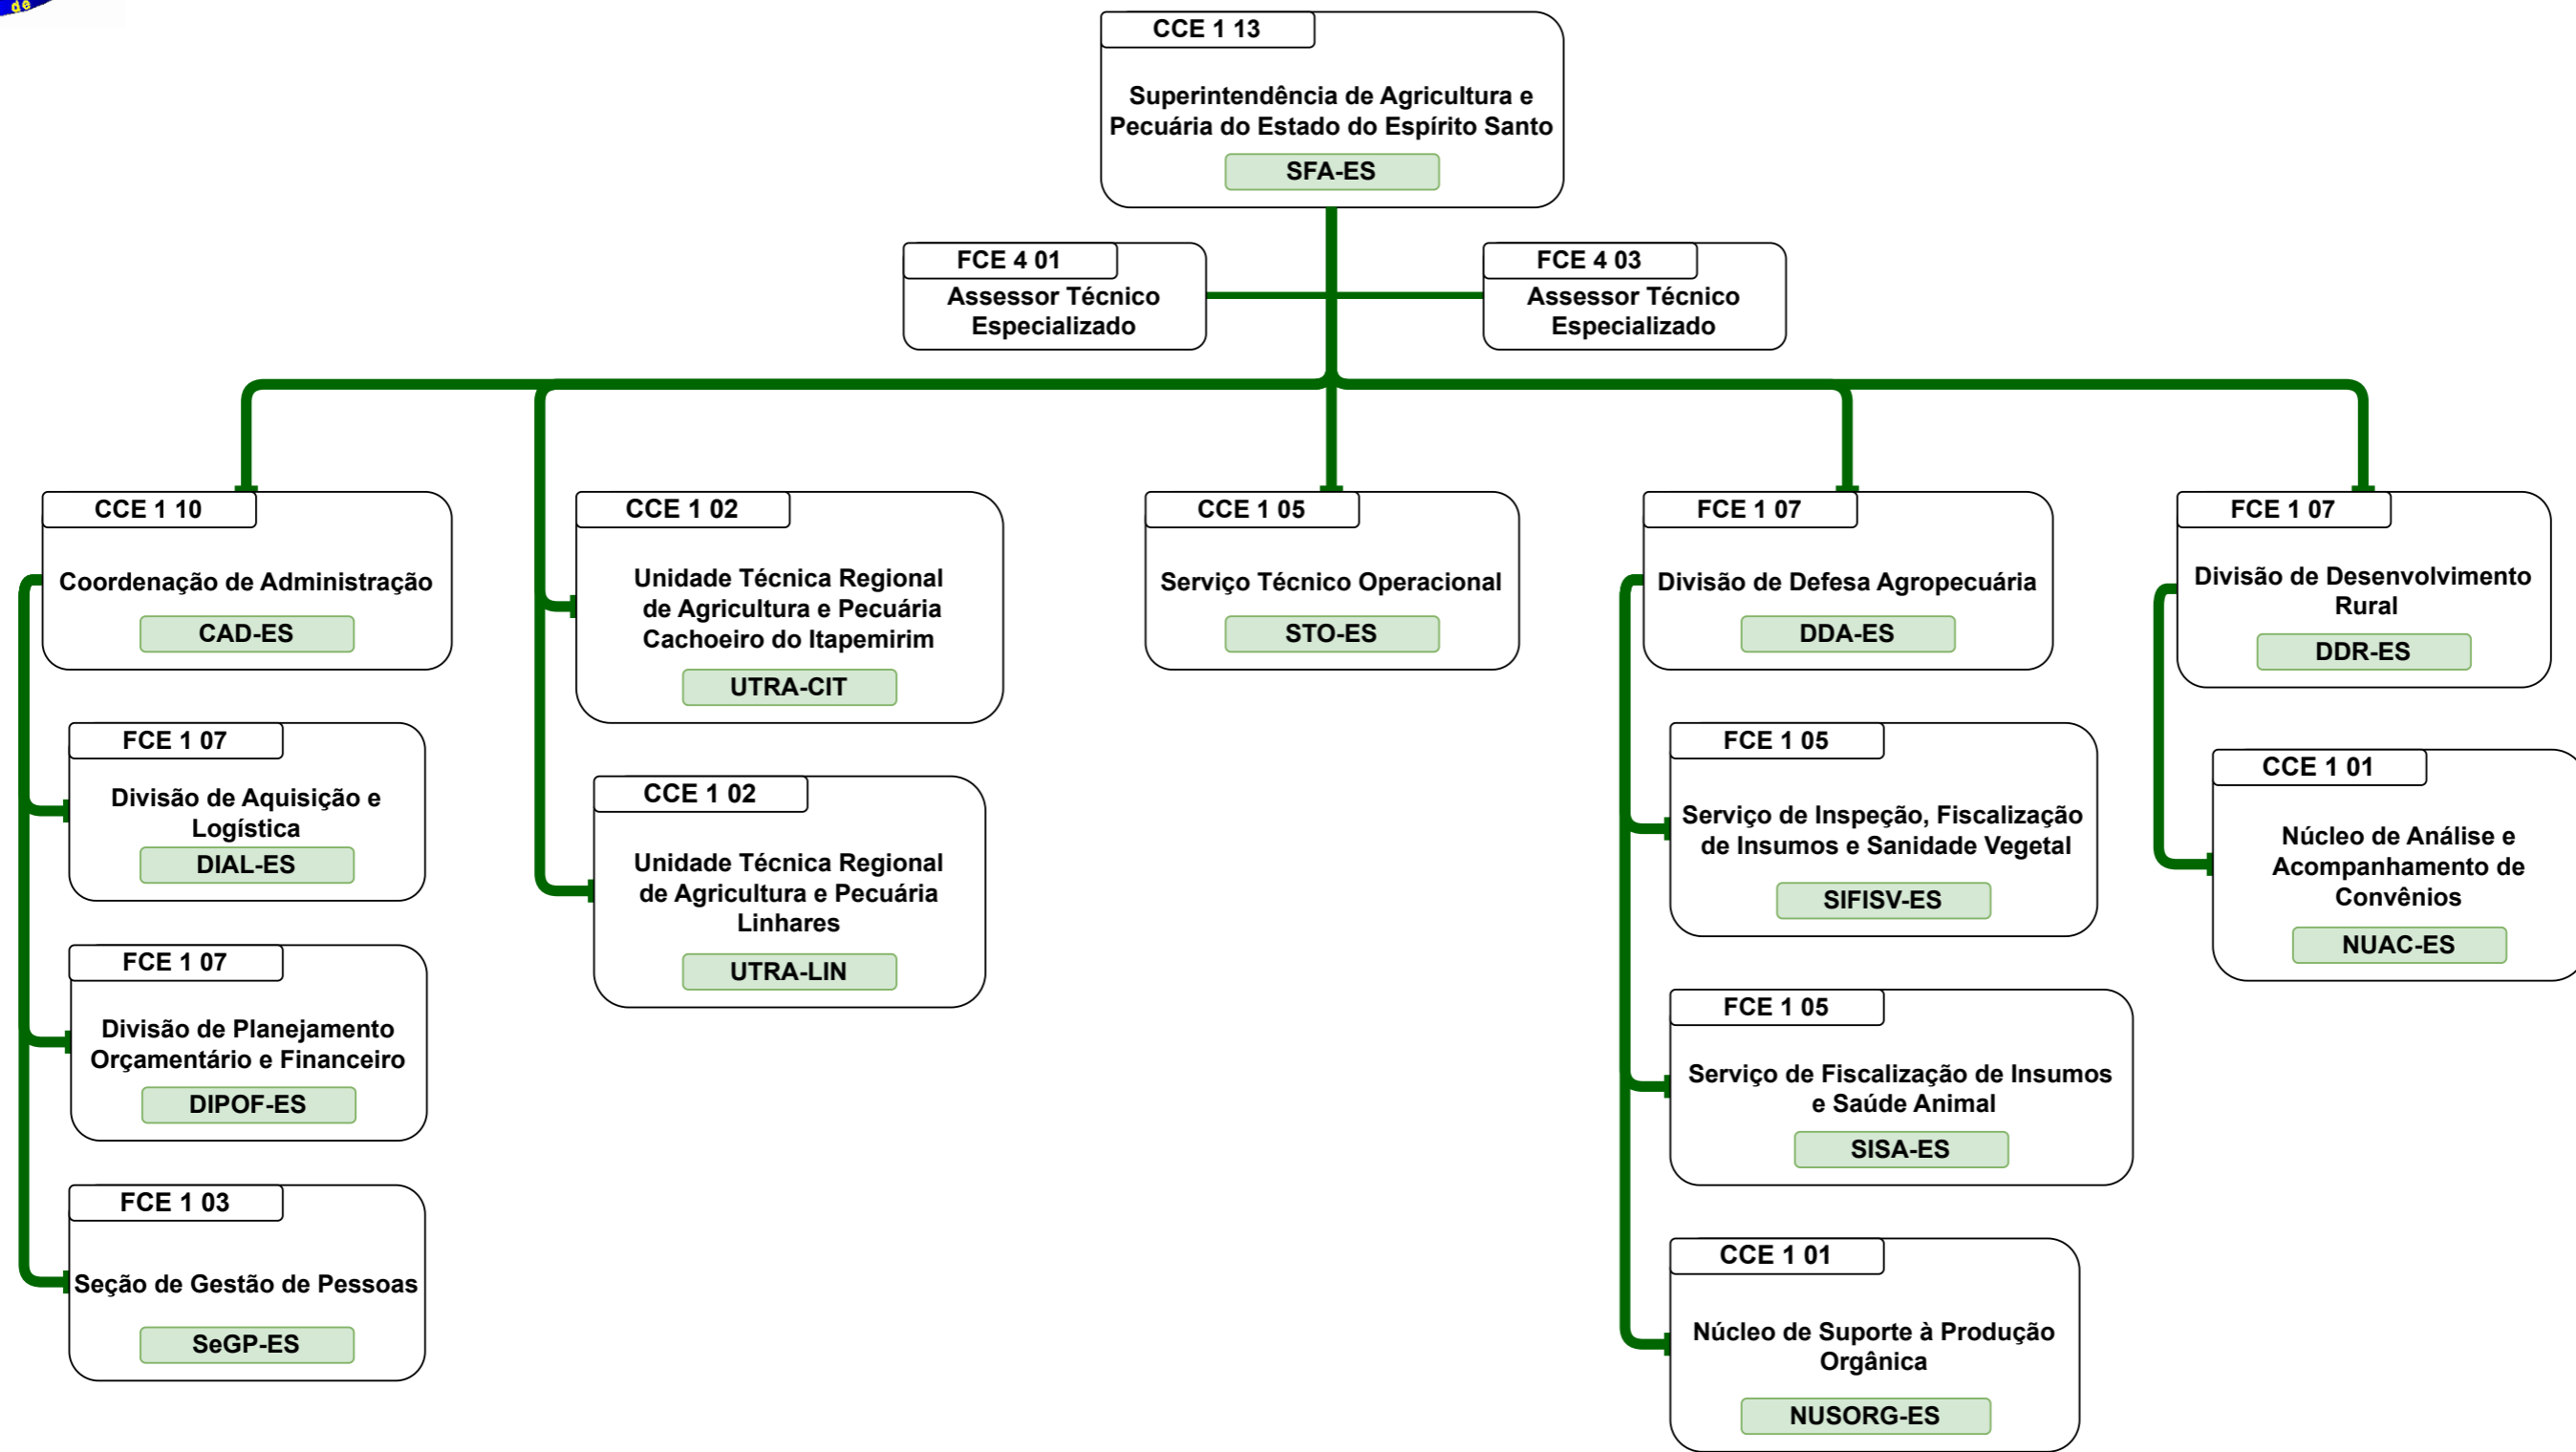 de
CCE 1 13
Superintendência de Agricultura e
Pecuária do Estado do Espírito Santo
SFA-ES
FCE 4 01
Assessor Técnico
Especializado
FCE 4 03
Assessor Técnico
Especializado
CCE 1 10
Coordenação de Administração
CAD-ES
FCE 1 07
Divisão de Aquisição e
Logística
DIAL-ES
FCE 1 07
Divisão de Planejamento
Orçamentário e Financeiro
DIPOF-ES
FCE 1 03
Seção de Gestão de Pessoas
SeGP-ES
CCE 1 02
Unidade Técnica Regional
de Agricultura e Pecuária
Cachoeiro do Itapemirim
UTRA-CIT
CCE 1 02
Unidade Técnica Regional
de Agricultura e Pecuária
Linhares
UTRA-LIN
CCE 1 05
Serviço Técnico Operacional
STO-ES
FCE 1 07
Divisão de Defesa Agropecuária
DDA-ES
FCE 1 05
Serviço de Inspeção, Fiscalização
de Insumos e Sanidade Vegetal
SIFISV-ES
FCE 1 05
Serviço de Fiscalização de Insumos
e Saúde Animal
SISA-ES
CCE 1 01
Núcleo de Suporte à Produção
Orgânica
NUSORG-ES
FCE 1 07
Divisão de Desenvolvimento
Rural
DDR-ES
CCE 1 01
Núcleo de Análise e
Acompanhamento de
Convênios
NUAC-ES